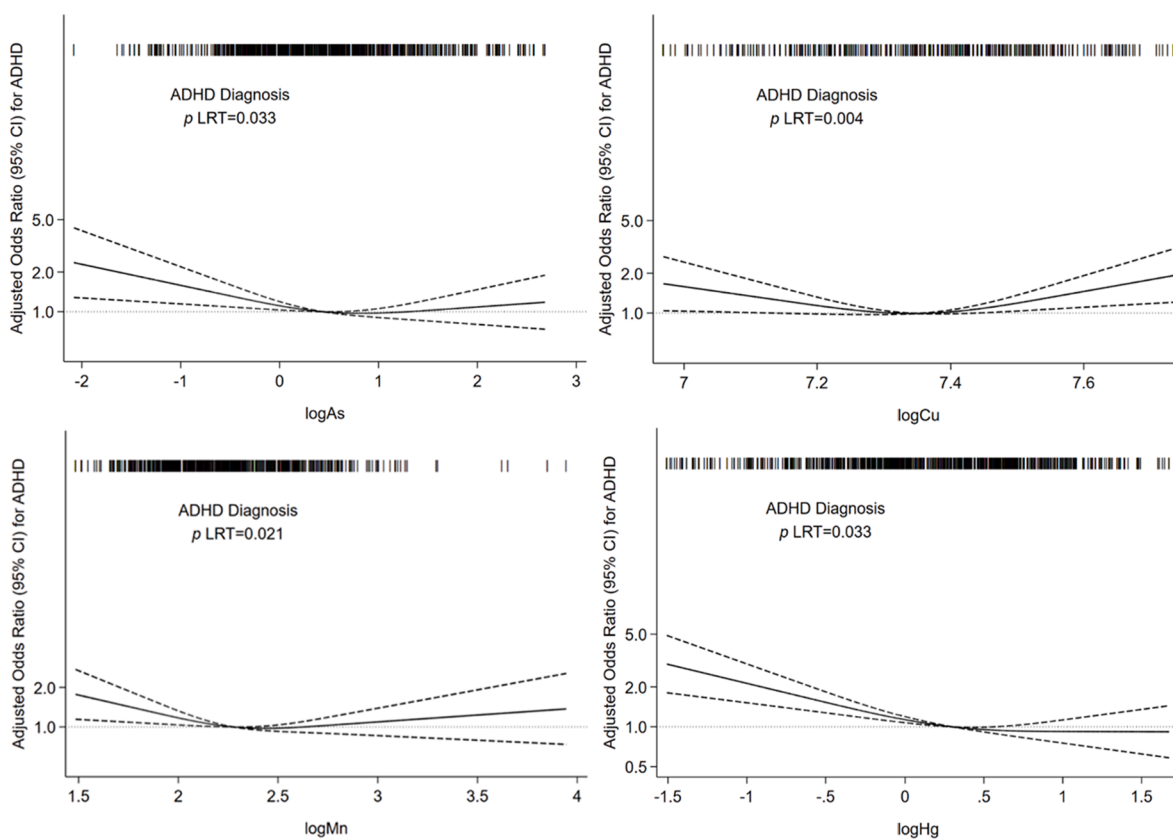 Adjusted Odds Ratio (95% CI) for ADHD
ADHD Diagnosis
p LRT=0.033
5.0
2.0
1.0
-2 -1 0 1 2 3
logAs
Adjusted Odds Ratio (95% CI) for ADHD
ADHD Diagnosis
p LRT=0.004
5.0
2.0
1.0
7 7.2 7.4 7.6
logCu
Adjusted Odds Ratio (95% CI) for ADHD
ADHD Diagnosis
p LRT=0.021
2.0
1.0
1.5 2 2.5 3 3.5 4
logMn
Adjusted Odds Ratio (95% CI) for ADHD
ADHD Diagnosis
p LRT=0.033
5.0
2.0
1.0
0.5
-1.5 -1 -.5 0 .5 1 1.5
logHg